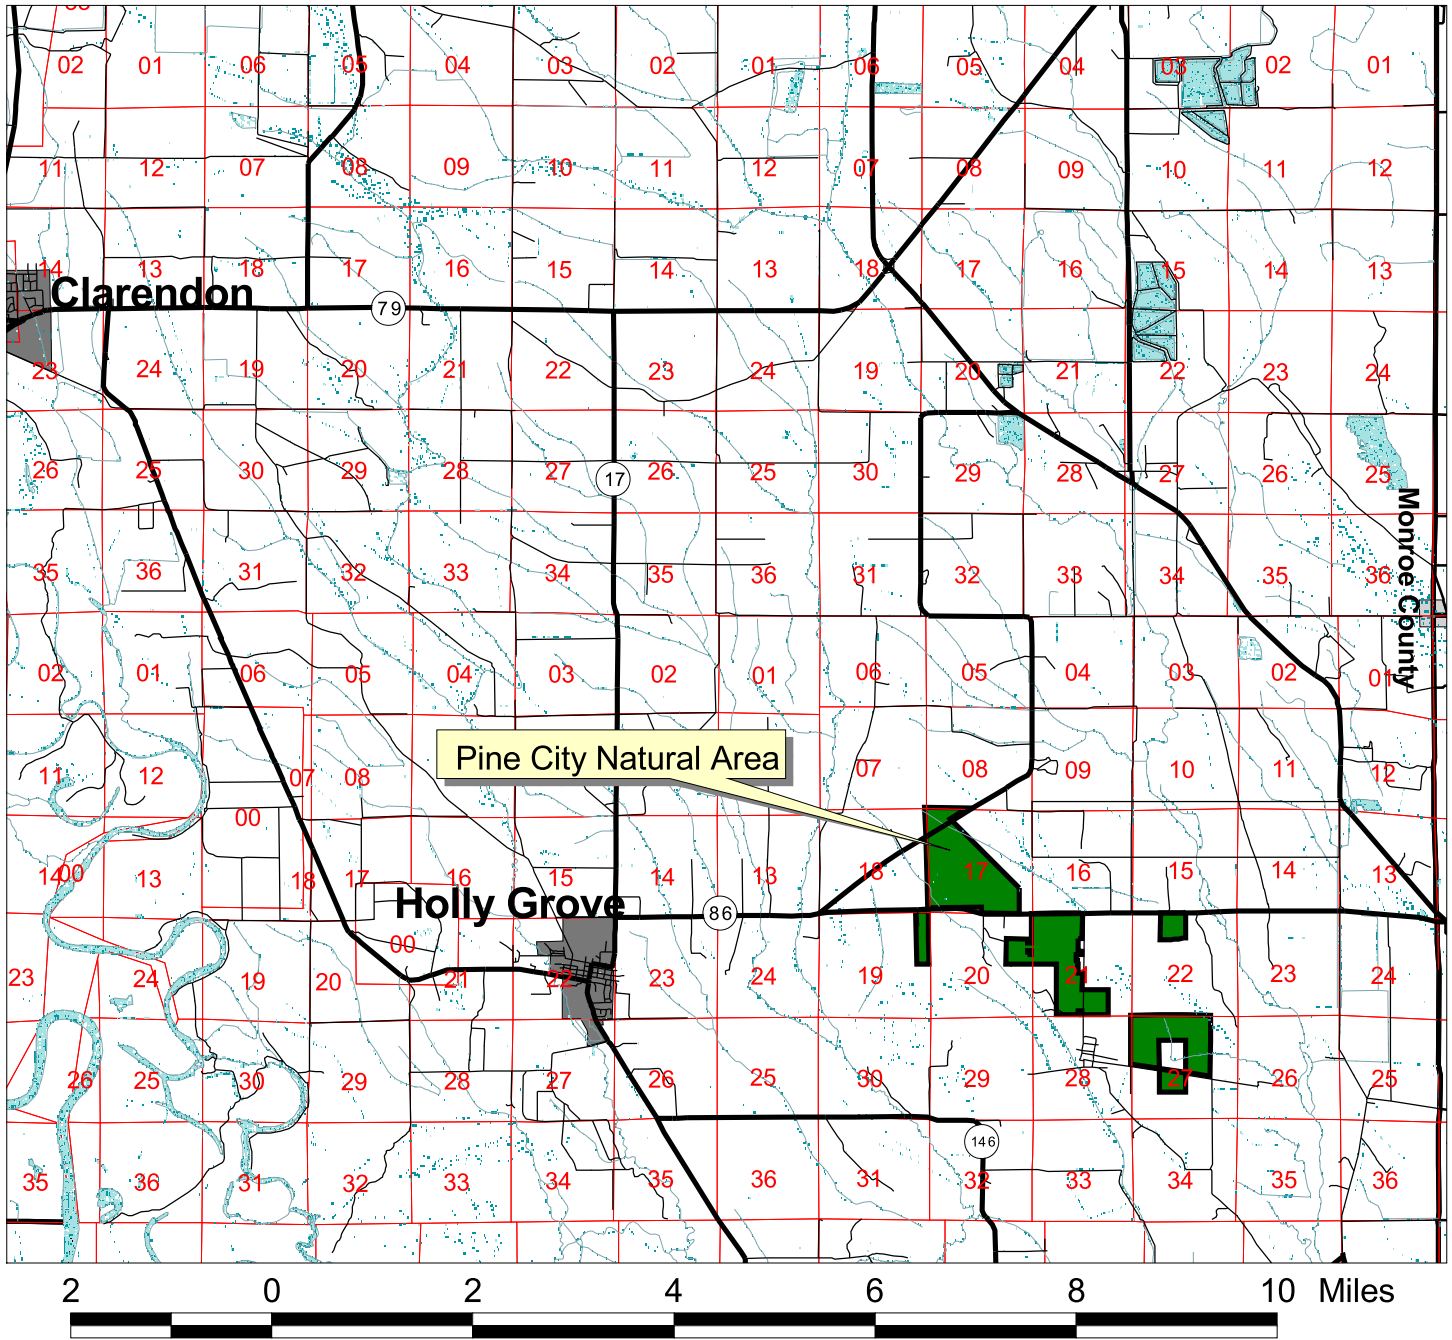 02 01 06 05 04 03 02 01 06 05 04 03 02 01
11 12 07 08 09 10 11 12 07 08 09 10 11 12
14 13 18 17 16 15 14 13 18 17 16 15 14 13
Clarendon
79
23 24 19 20 21 22 23 24 19 20 21 22 23 24
26 25 30 29 28 27 26 25 30 29 28 27 26 25
17
Monroe County
35 36 31 32 33 34 35 36 31 32 33 34 35 36
02 01 06 05 04 03 02 01 06 05 04 03 02 01
Pine City Natural Area
11 12 07 08 07 08 09 10 11 12
00
14 00 13 18 17 16 15 14 13 18 17 16 15 14 13
Holly Grove
86
00
23 24 19 20 21 22 23 24 19 20 21 22 23 24
26 25 30 29 28 27 26 25 30 29 28 27 26 25
146
35 36 31 32 33 34 35 36 31 32 33 34 35 36
2 0 2 4 6 8 10 Miles